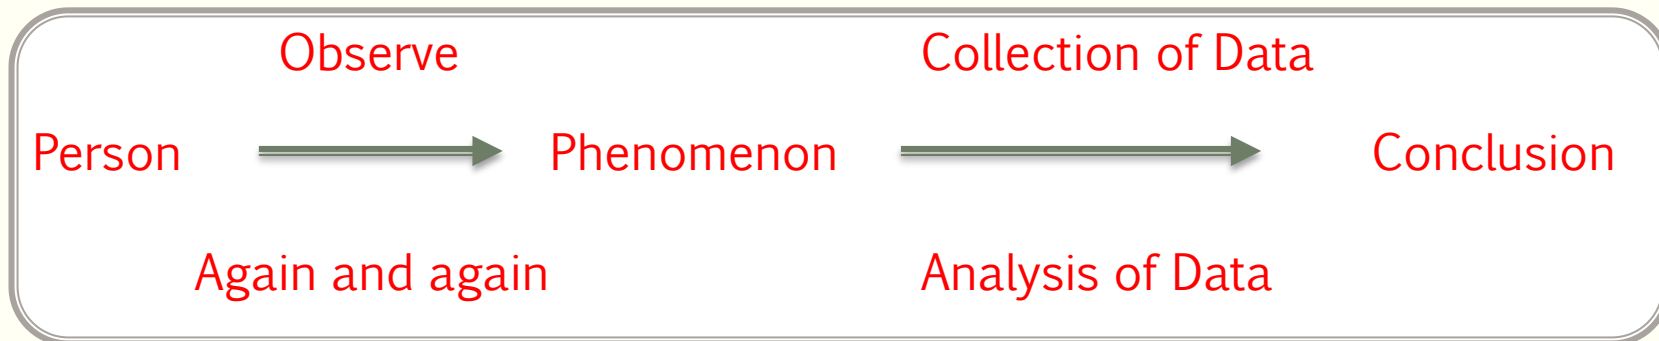 Observe Collection of Data
Person Phenomenon Conclusion
Again and again Analysis of Data